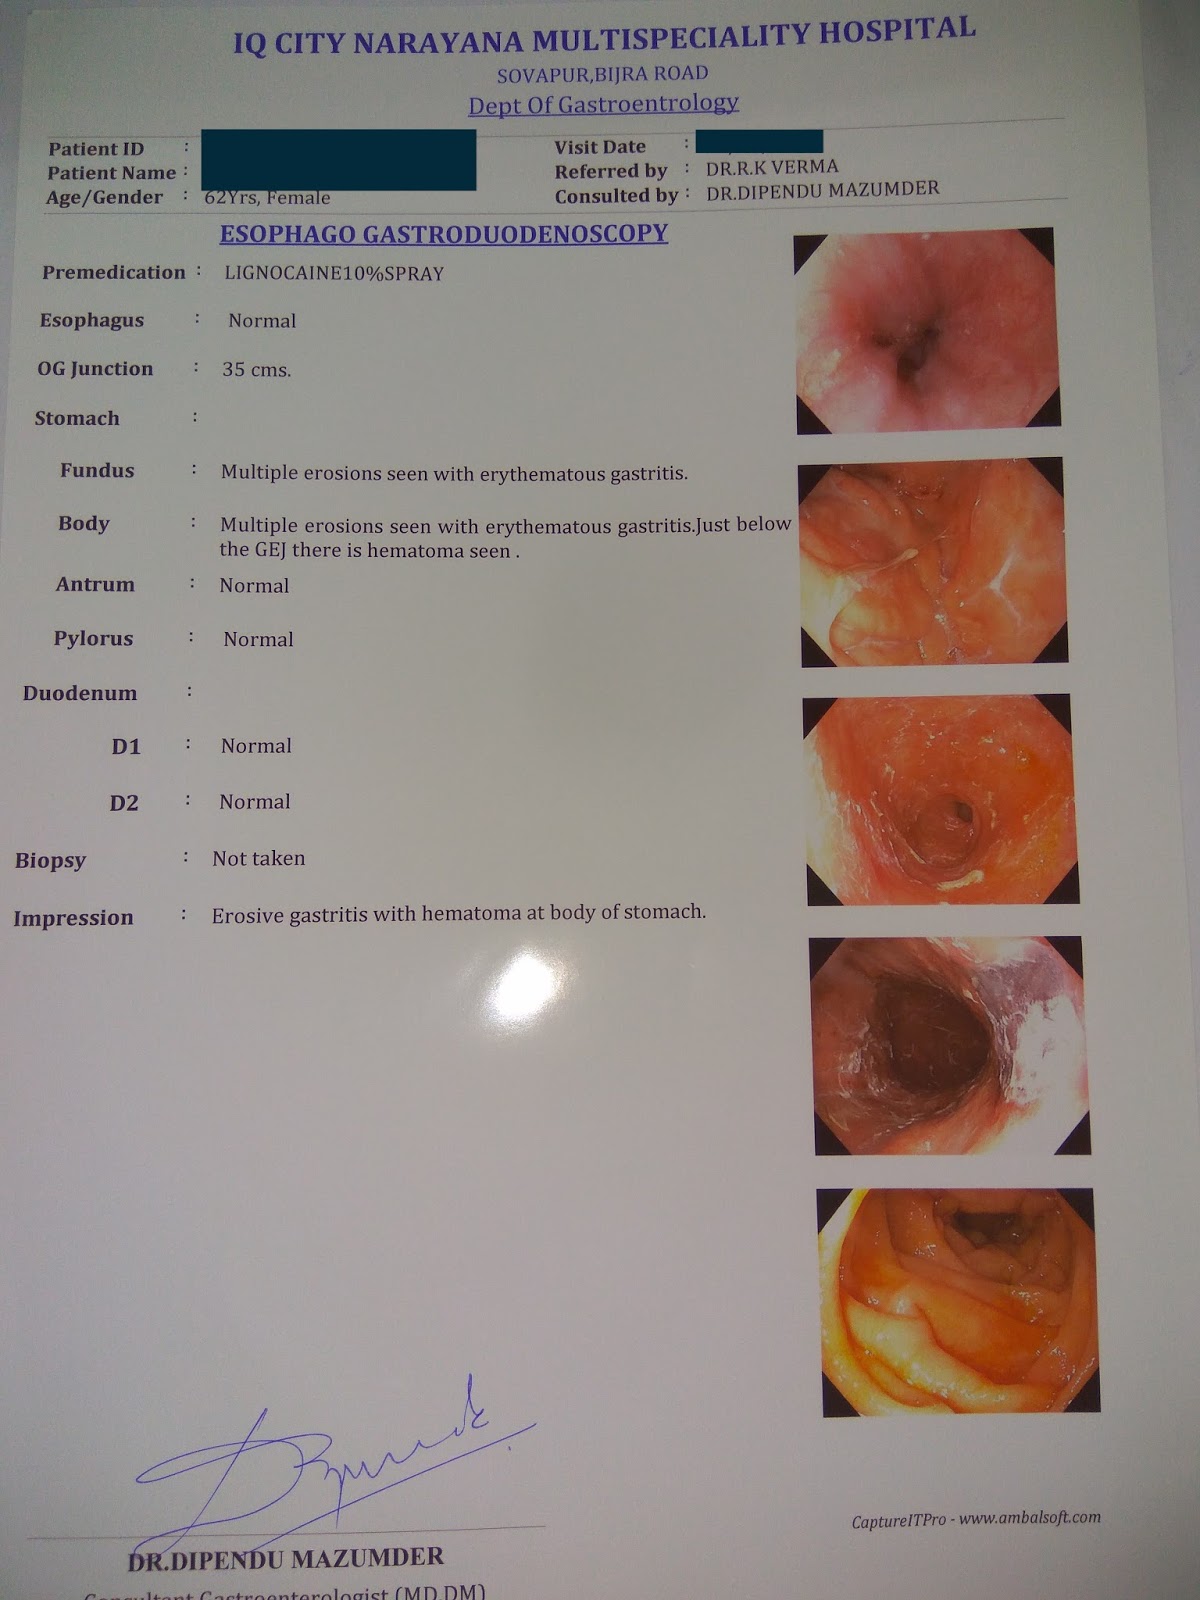 IQ CITY NARAYANA MULTISPECIALITY HOSPITAL
SOVAPUR,BIJRA ROAD
Dept Of Gastroentrology
Patient ID :
Visit Date :
Patient Name :
Referred by : DR.R.K VERMA
Age/Gender : 62Yrs, Female
Consulted by : DR.DIPENDU MAZUMDER
ESOPHAGO GASTRODUODENOSCOPY
Premedication : LIGNOCAINE10%SPRAY
Esophagus : Normal
OG Junction : 35 cms.
Stomach :
Fundus : Multiple erosions seen with erythematous gastritis.
Body : Multiple erosions seen with erythematous gastritis.Just below
the GEJ there is hematoma seen .
Antrum : Normal
Pylorus : Normal
Duodenum :
D1 : Normal
D2 : Normal
Biopsy : Not taken
Impression : Erosive gastritis with hematoma at body of stomach.
CaptureITPro - www.ambalsoft.com
DR.DIPENDU MAZUMDER
Consultant Gastroenterologist (MD,DM)